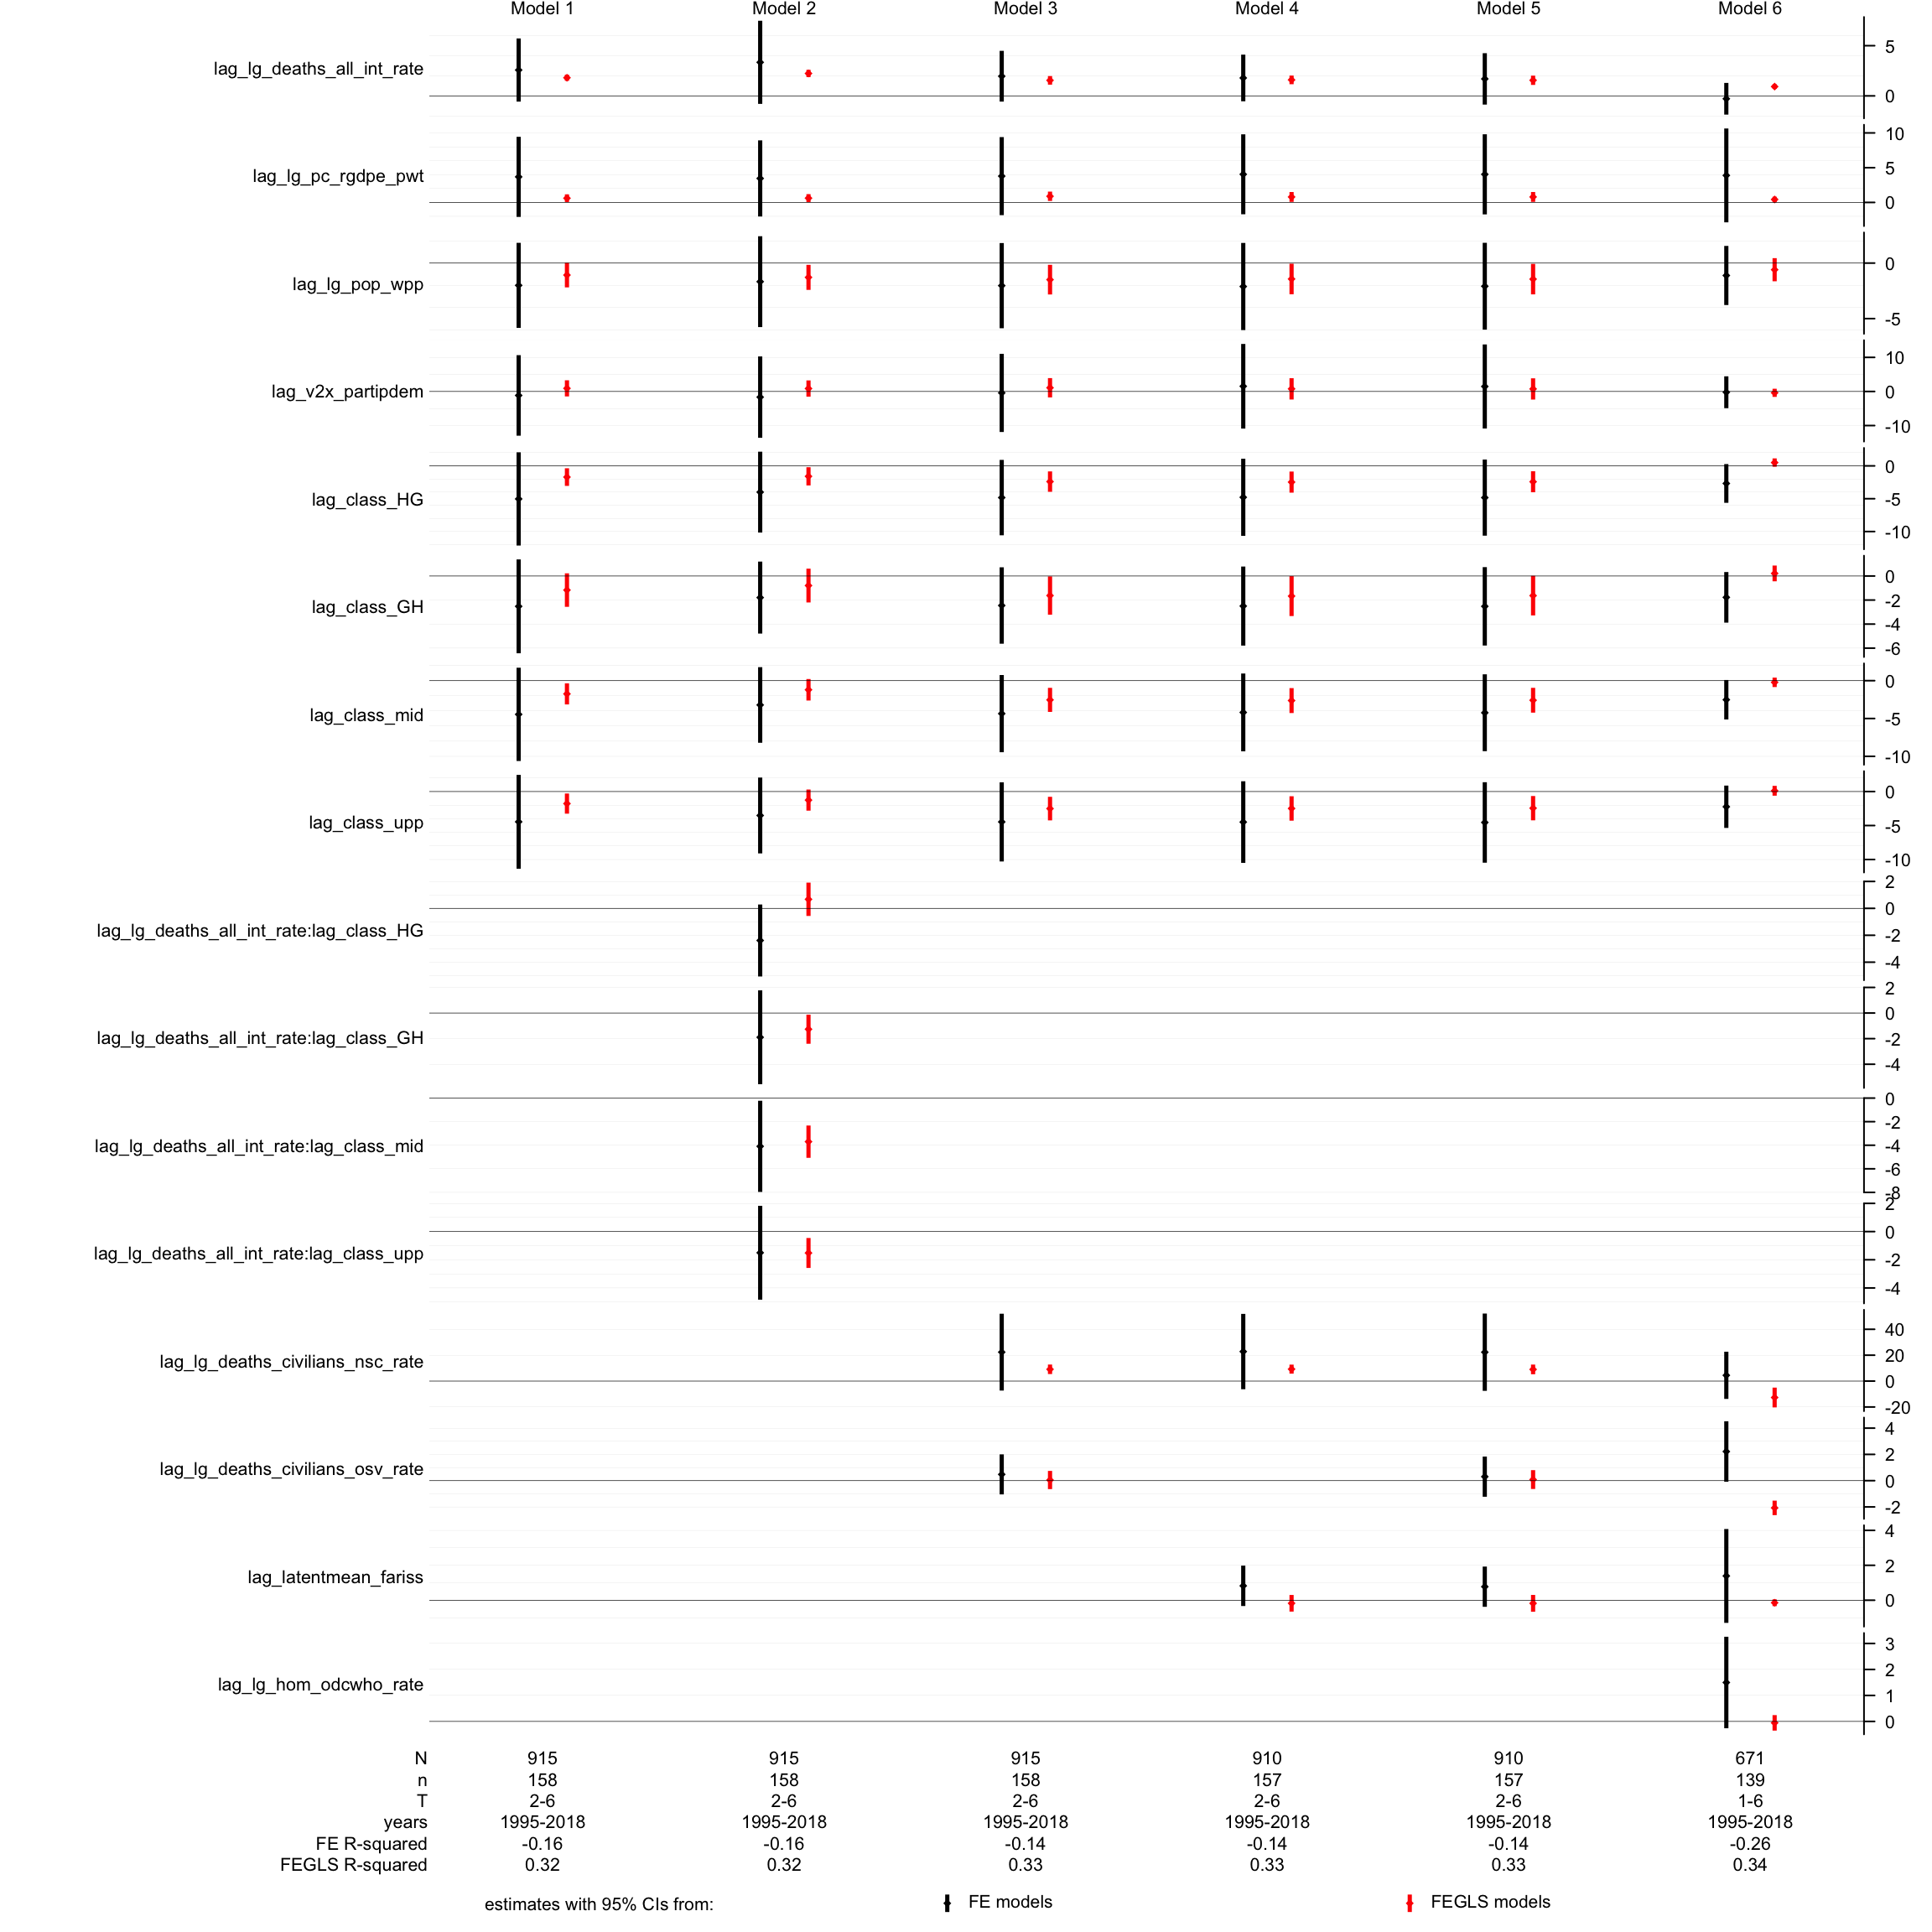 Model 1 Model 2 Model 3 Model 4 Model 5 Model 6
lag_lg_deaths_all_int_rate
5
0
lag_lg_pc_rgdpe_pwt
10
5
0
lag_lg_pop_wpp
0
-5
lag_v2x_partipdem
10
0
-10
lag_class_HG
0
-5
-10
lag_class_GH
0
-2
-4
-6
lag_class_mid
0
-5
-10
lag_class_upp
0
-5
-10
lag_lg_deaths_all_int_rate:lag_class_HG
2
0
-2
-4
lag_lg_deaths_all_int_rate:lag_class_GH
2
0
-2
-4
lag_lg_deaths_all_int_rate:lag_class_mid
0
-2
-4
-6
-8
lag_lg_deaths_all_int_rate:lag_class_upp
2
0
-2
-4
lag_lg_deaths_civilians_nsc_rate
40
20
0
-20
lag_lg_deaths_civilians_osv_rate
4
2
0
-2
lag_latentmean_fariss
4
2
0
lag_lg_hom_odcwho_rate
3
2
1
0
N 915 915 915 910 910 671
n 158 158 158 157 157 139
T 2-6 2-6 2-6 2-6 2-6 1-6
years 1995-2018 1995-2018 1995-2018 1995-2018 1995-2018 1995-2018
FE R-squared -0.16 -0.16 -0.14 -0.14 -0.14 -0.26
FEGLS R-squared 0.32 0.32 0.33 0.33 0.33 0.34
estimates with 95% CIs from: FE models FEGLS models